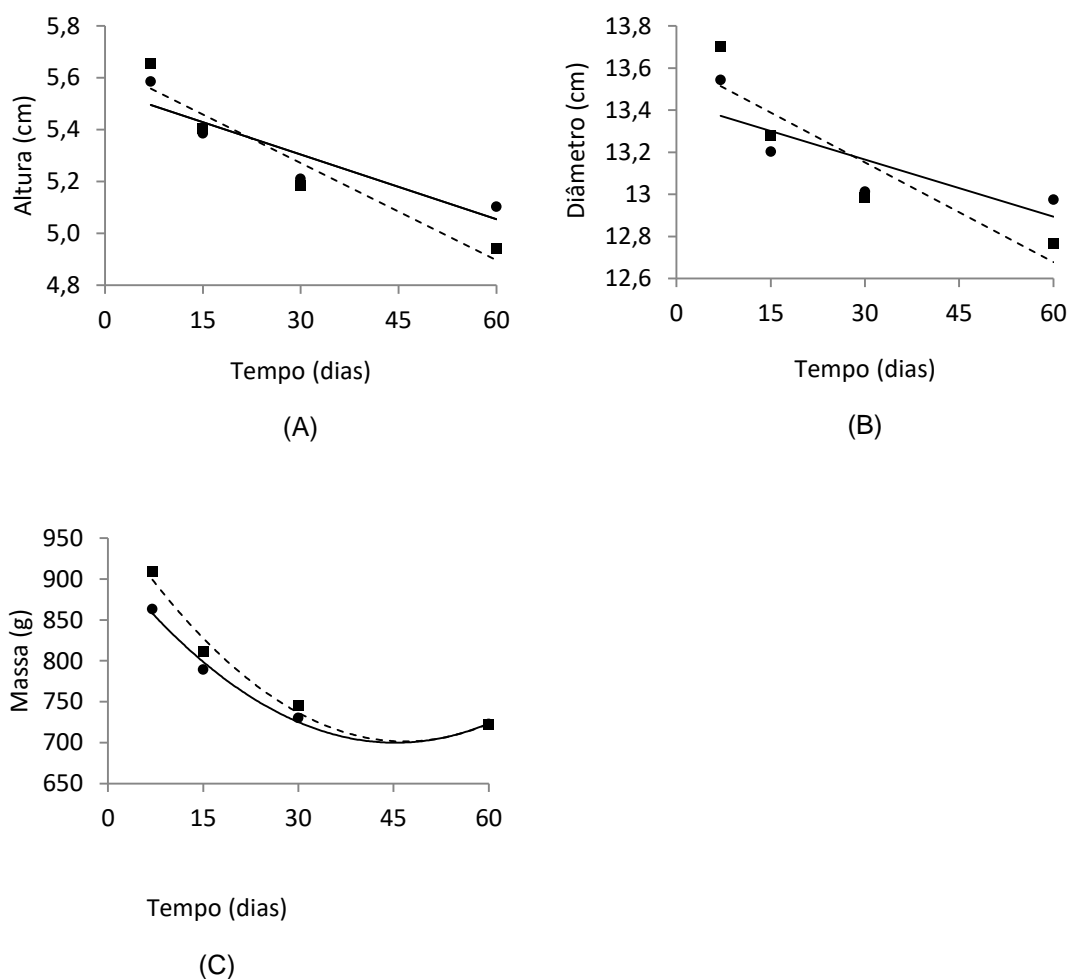 5,8
5,6
5,4
5,2
5,0
4,8
Altura (cm)
0 15 30 45 60
Tempo (dias)
(A)
13,8
13,6
13,4
13,2
13
12,8
12,6
Diâmetro (cm)
0 15 30 45 60
Tempo (dias)
(B)
950
900
850
800
750
700
650
Massa (g)
0 15 30 45 60
Tempo (dias)
(C)